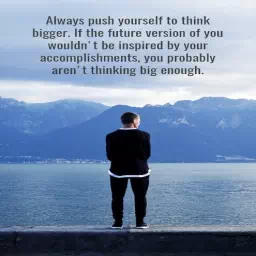 Always push yourself to think
bigger. If the future version of you
wouldn't be inspired by your
accomplishments, you probably
aren't thinking big enough.